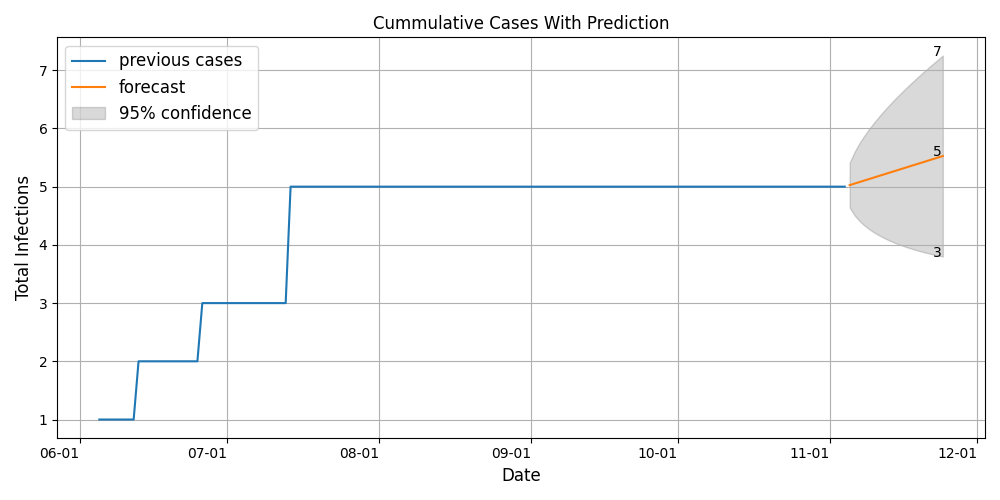 Cummulative Cases With Prediction
previous cases
forecast
95% confidence
7
5
3
7
6
5
4
3
2
1
Total Infections
06-01
07-01
08-01
09-01
10-01
11-01
12-01
Date